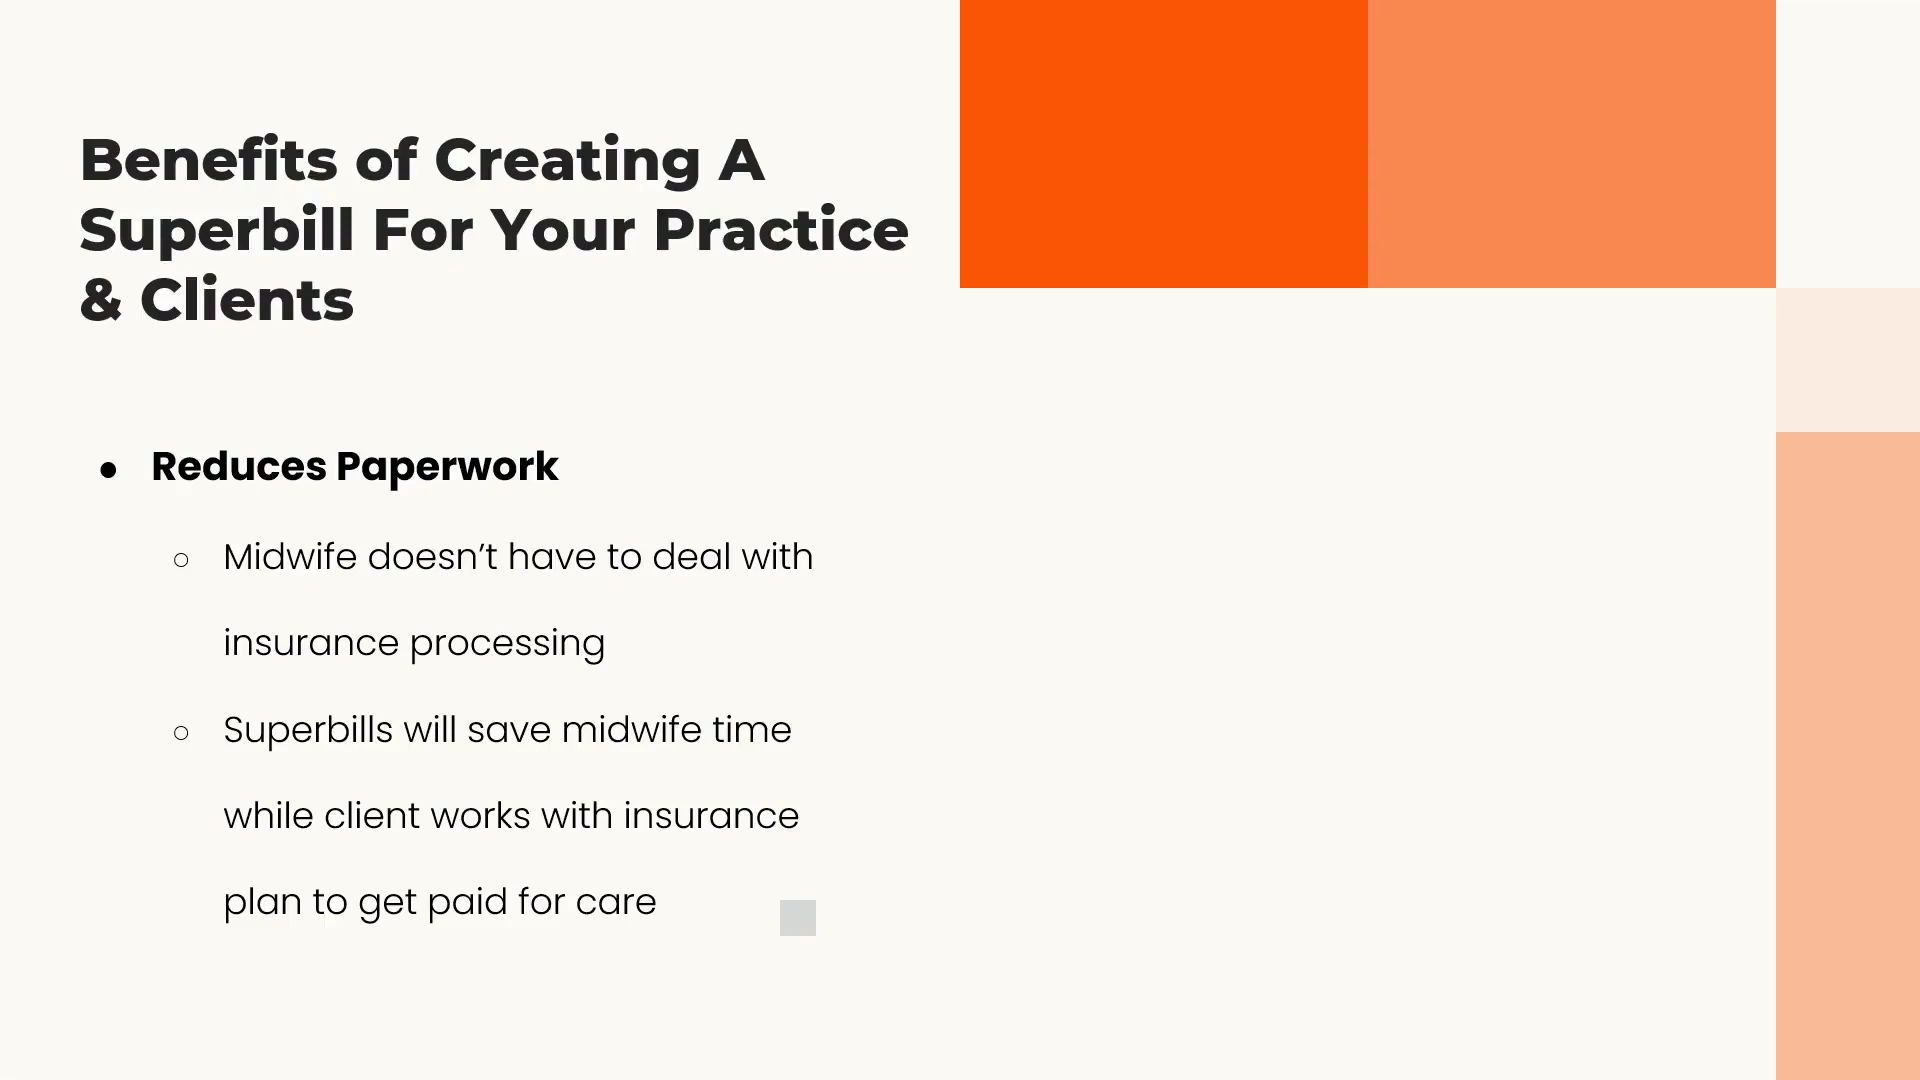 Benefits of Creating A
Superbill For Your Practice
& Clients
● Reduces Paperwork
○ Midwife doesn’t have to deal with
insurance processing
○ Superbills will save midwife time
while client works with insurance
plan to get paid for care